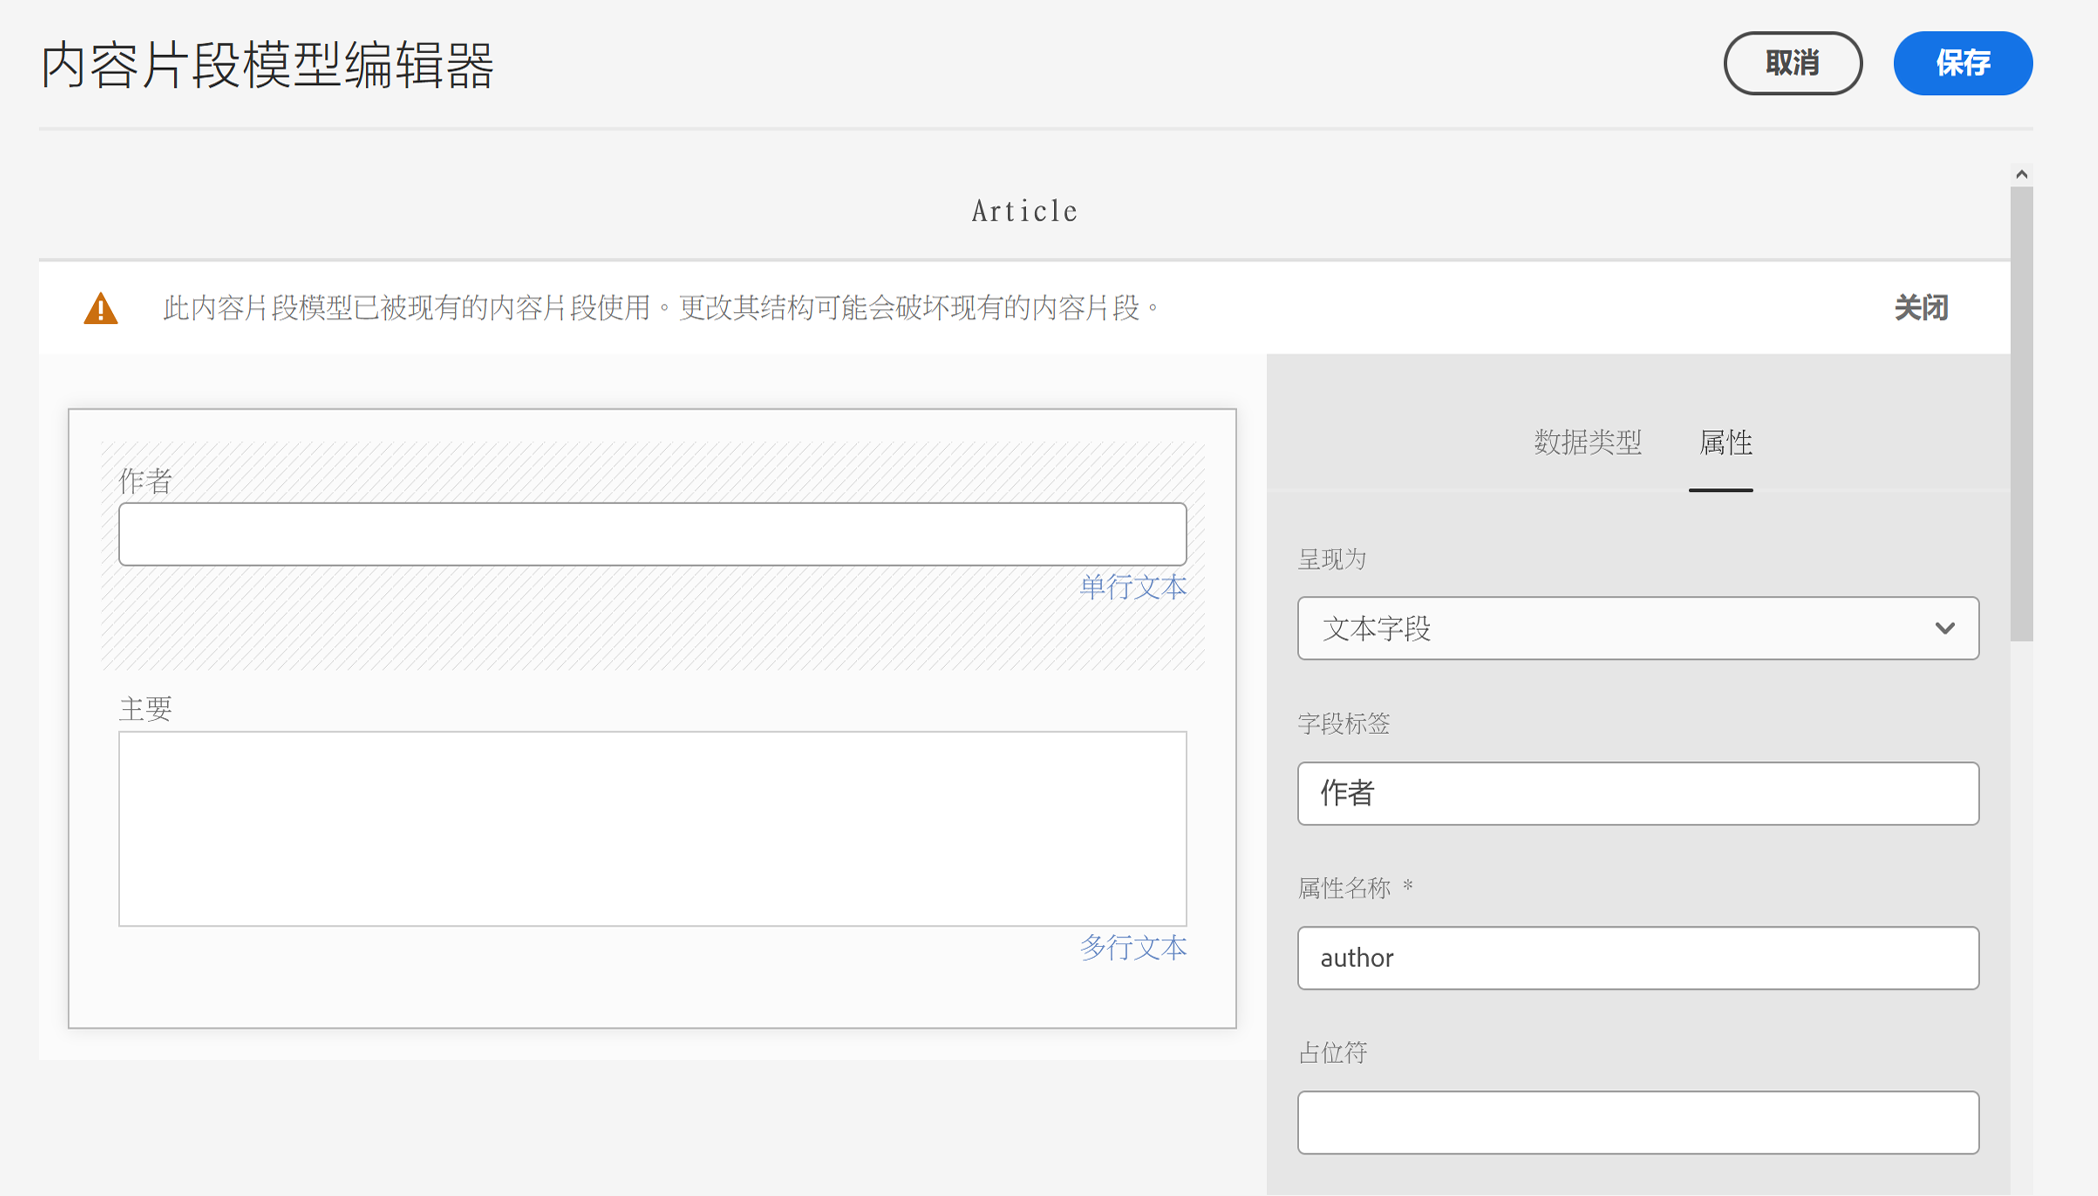 内容片段模型编辑器
取消
保存
Article
此内容片段模型已被现有的内容片段使用。更改其结构可能会破坏现有的内容片段。
关闭
作者
单行文本
主要
多行文本
数据类型
属性
呈现为
文本字段
字段标签
作者
属性名称 *
author
占位符